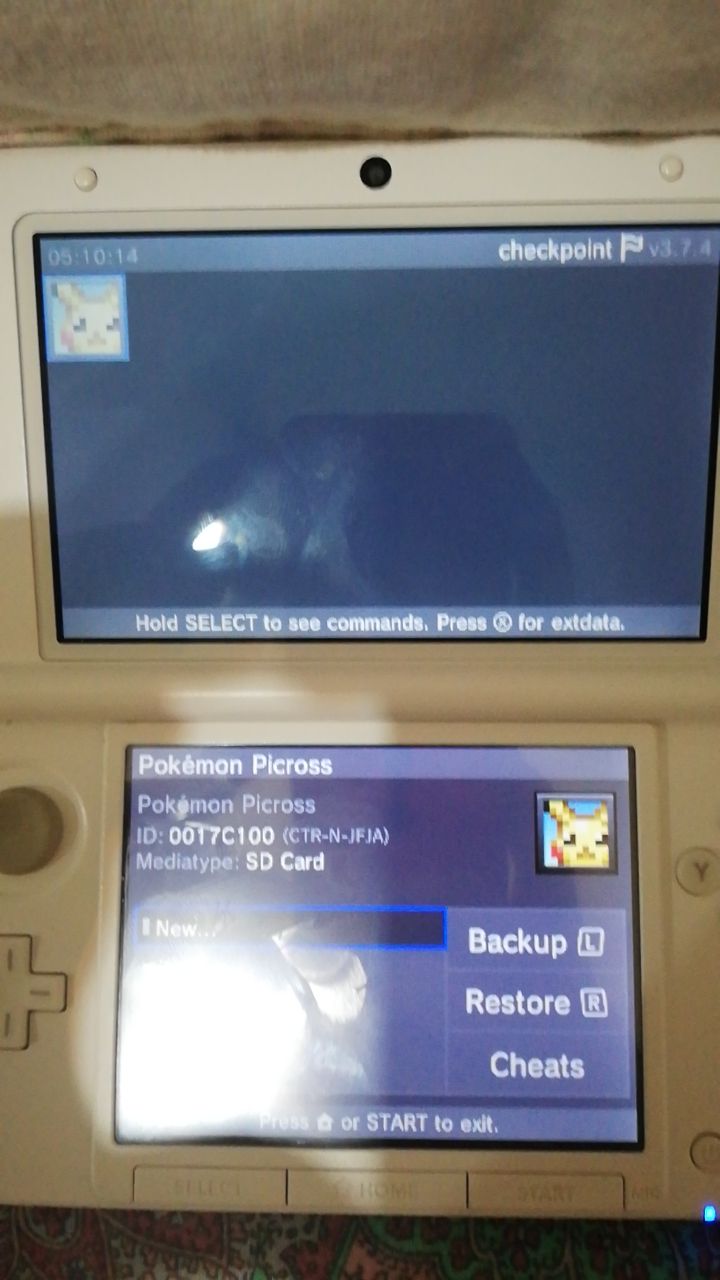 05:10:14
checkpoint v3.7.4
Hold SELECT to see commands. Press Ⓧ for extdata.
Pokémon Picross
Pokémon Picross
ID: 0017C100 (CTR-N-JFJA)
Mediatype: SD Card
New...
Backup L
Restore R
Cheats
Press or START to exit.
Y
SELECT
HOME
START
MIC